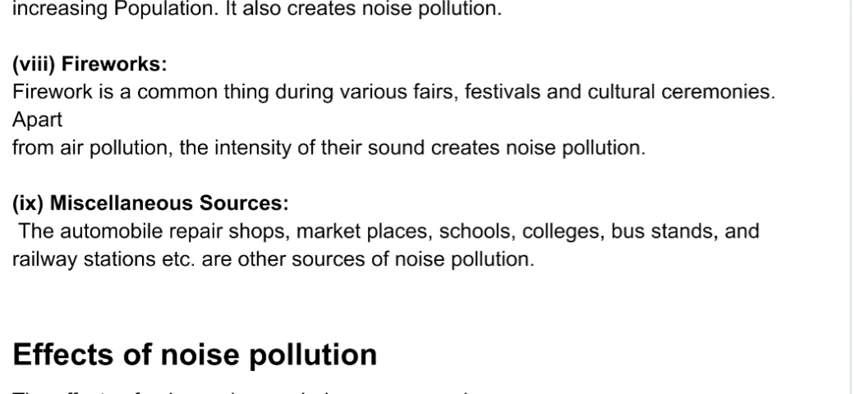 increasing Population. It also creates noise pollution.
(viii) Fireworks:
Firework is a common thing during various fairs, festivals and cultural ceremonies.
Apart
from air pollution, the intensity of their sound creates noise pollution.
(ix) Miscellaneous Sources:
The automobile repair shops, market places, schools, colleges, bus stands, and
railway stations etc. are other sources of noise pollution.
Effects of noise pollution